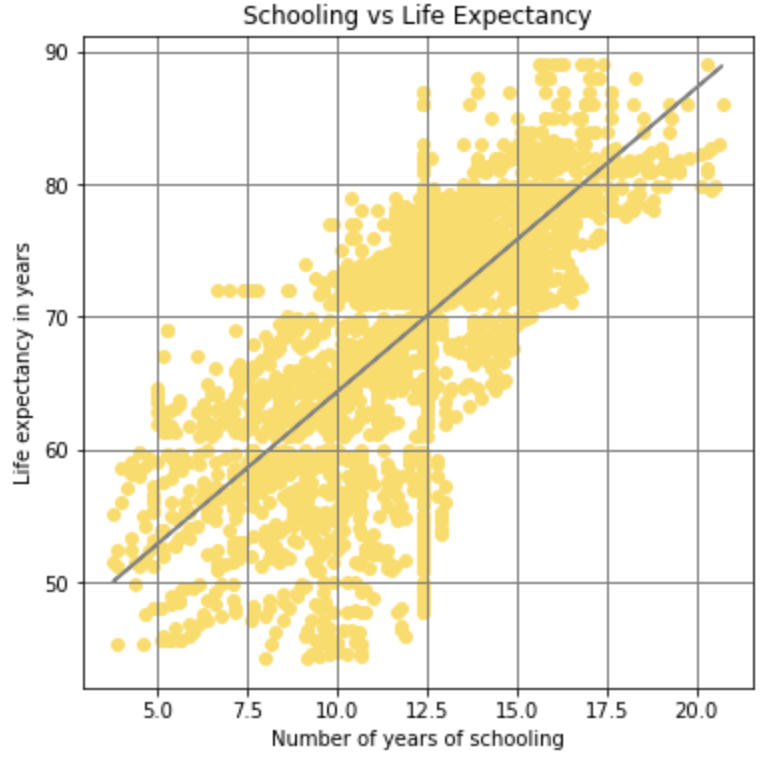 Schooling vs Life Expectancy
90
80
70
60
50
Life expectancy in years
5.0 7.5 10.0 12.5 15.0 17.5 20.0
Number of years of schooling